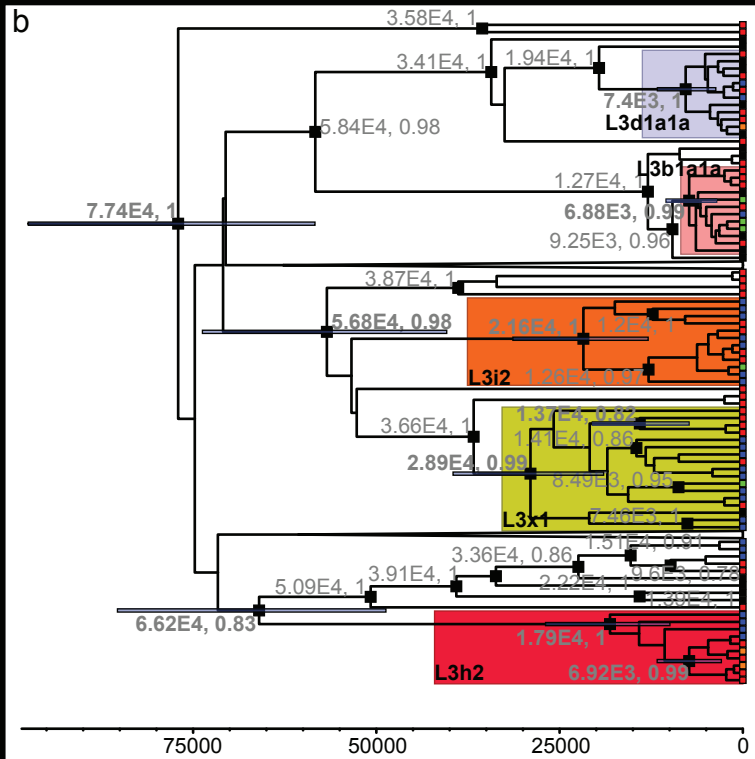 b
3.58E4, 1
3.41E4, 1
1.94E4, 1
7.4E3, 1
L3d1a1a
5.84E4, 0.98
L3b1a1a
1.27E4, 1
7.74E4, 1
6.88E3, 0.99
9.25E3, 0.96
3.87E4, 1
5.68E4, 0.98
2.16E4, 1
1.2E4, 1
L3i2
1.26E4, 0.97
1.37E4, 0.82
3.66E4, 1
1.41E4, 0.86
2.89E4, 0.99
8.49E3, 0.95
L3x1
7.46E3, 1
1.51E4, 0.91
3.36E4, 0.86
3.91E4, 1
2.22E4, 1
9.6E3, 0.78
5.09E4, 1
1.39E4, 1
6.62E4, 0.83
1.79E4, 1
L3h2
6.92E3, 0.99
75000 50000 25000 0